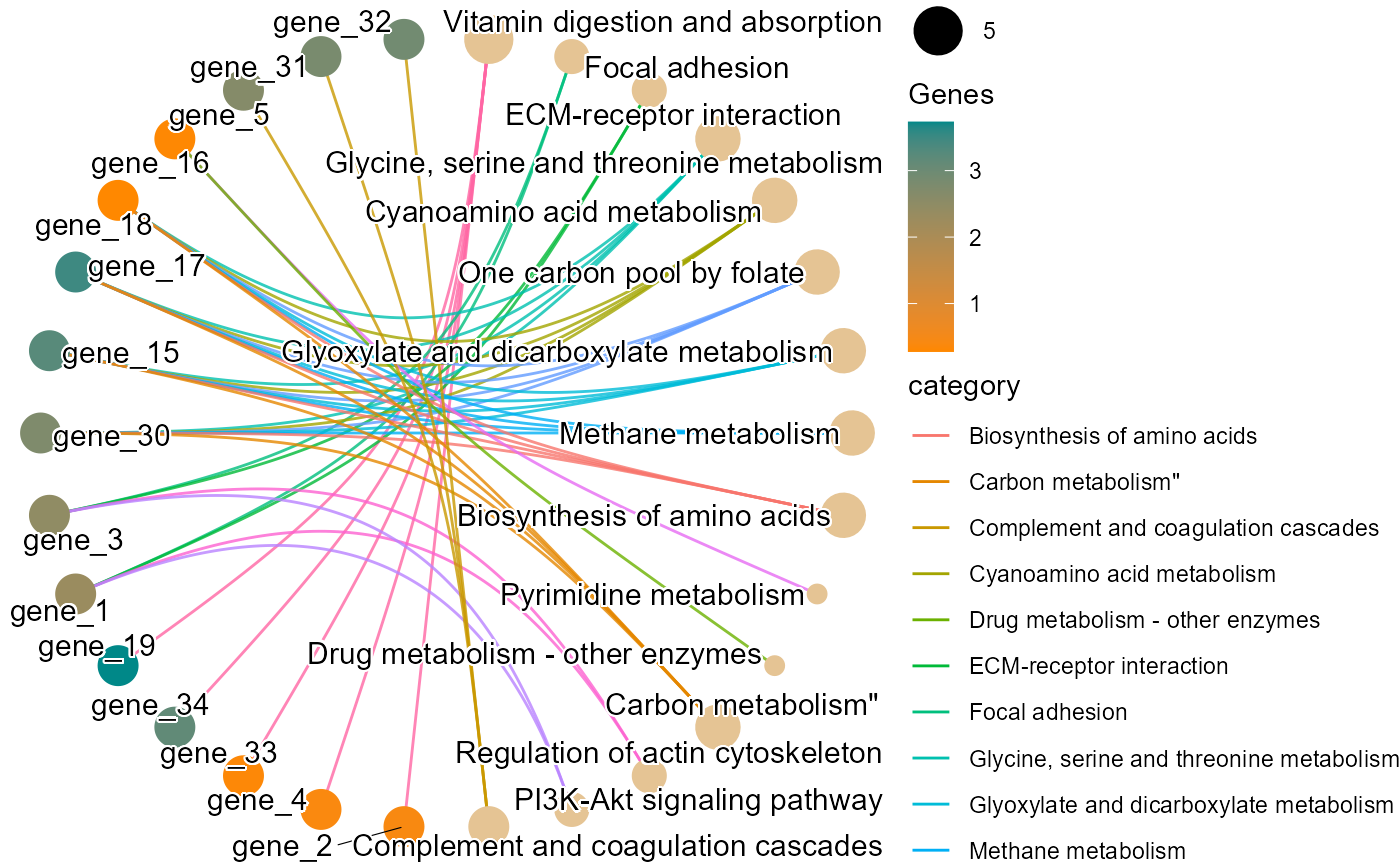 gene_32
Vitamin digestion and absorption
gene_31
Focal adhesion
gene_5
ECM-receptor interaction
gene_16
Glycine, serine and threonine metabolism
gene_18
Cyanoamino acid metabolism
gene_17
One carbon pool by folate
gene_15
Glyoxylate and dicarboxylate metabolism
gene_30
Methane metabolism
gene_3
Biosynthesis of amino acids
gene_1
Pyrimidine metabolism
gene_19
Drug metabolism - other enzymes
gene_34
Carbon metabolism"
gene_33
Regulation of actin cytoskeleton
gene_4
PI3K-Akt signaling pathway
gene_2
Complement and coagulation cascades
5
Genes
3
2
1
category
Biosynthesis of amino acids
Carbon metabolism"
Complement and coagulation cascades
Cyanoamino acid metabolism
Drug metabolism - other enzymes
ECM-receptor interaction
Focal adhesion
Glycine, serine and threonine metabolism
Glyoxylate and dicarboxylate metabolism
Methane metabolism